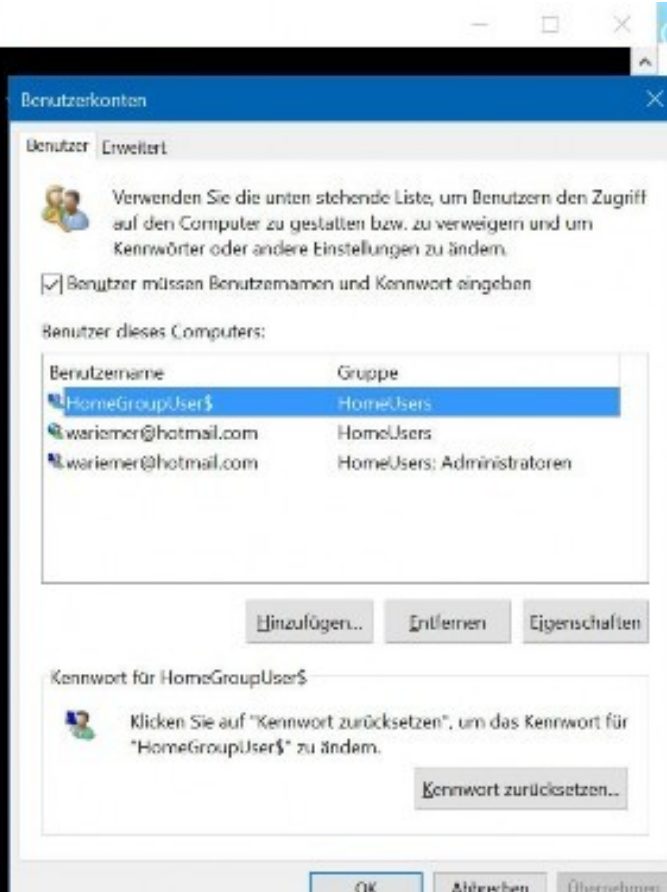 Benutzerkonten
Benutzer Erweitert
Verwenden Sie die unten stehende Liste, um Benutzern den Zugriff
auf den Computer zu gestatten bzw. zu verweigern und um
Kennwörter oder andere Einstellungen zu ändern.
Benutzer müssen Benutzernamen und Kennwort eingeben
Benutzer dieses Computers:
Benutzername Gruppe
HomeGroupUser$ HomeUsers
wariemer@hotmail.com HomeUsers
wariemer@hotmail.com HomeUsers; Administratoren
Hinzufügen... Entfernen Eigenschaften
Kennwort für HomeGroupUser$
Klicken Sie auf "Kennwort zurücksetzen", um das Kennwort für
"HomeGroupUser$" zu ändern.
Kennwort zurücksetzen...
OK Abbrechen Übernehmen